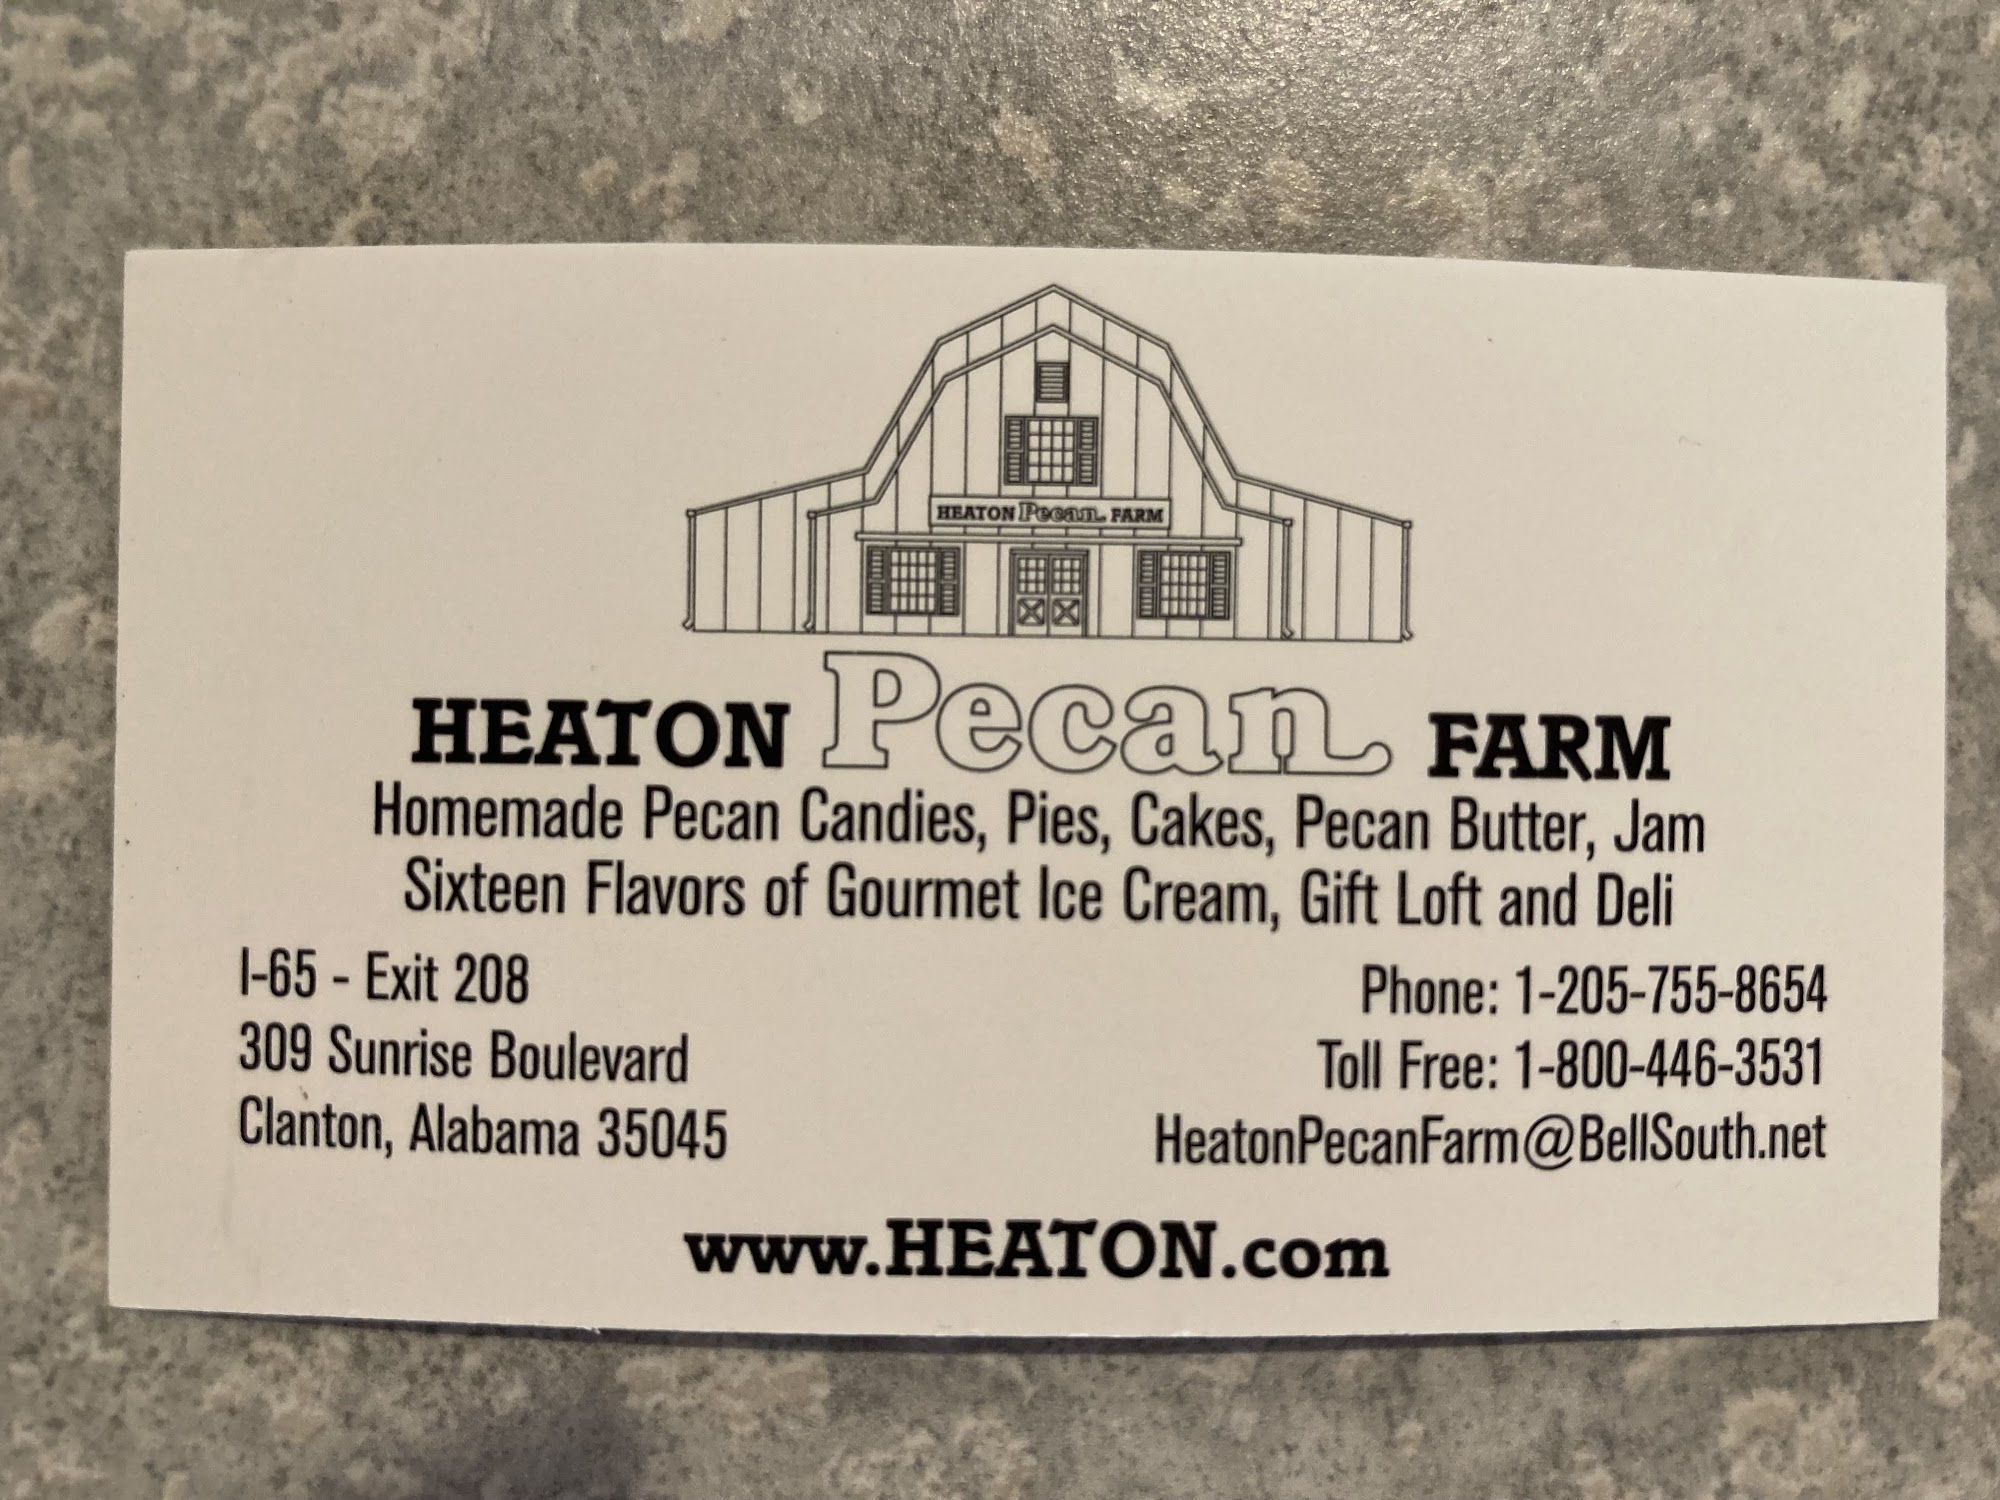 HEATON Pecan FARM
HEATON Pecan FARM
Homemade Pecan Candies, Pies, Cakes, Pecan Butter, Jam
Sixteen Flavors of Gourmet Ice Cream, Gift Loft and Deli
I-65 - Exit 208
309 Sunrise Boulevard
Clanton, Alabama 35045
Phone: 1-205-755-8654
Toll Free: 1-800-446-3531
HeatonPecanFarm@BellSouth.net
www.HEATON.com